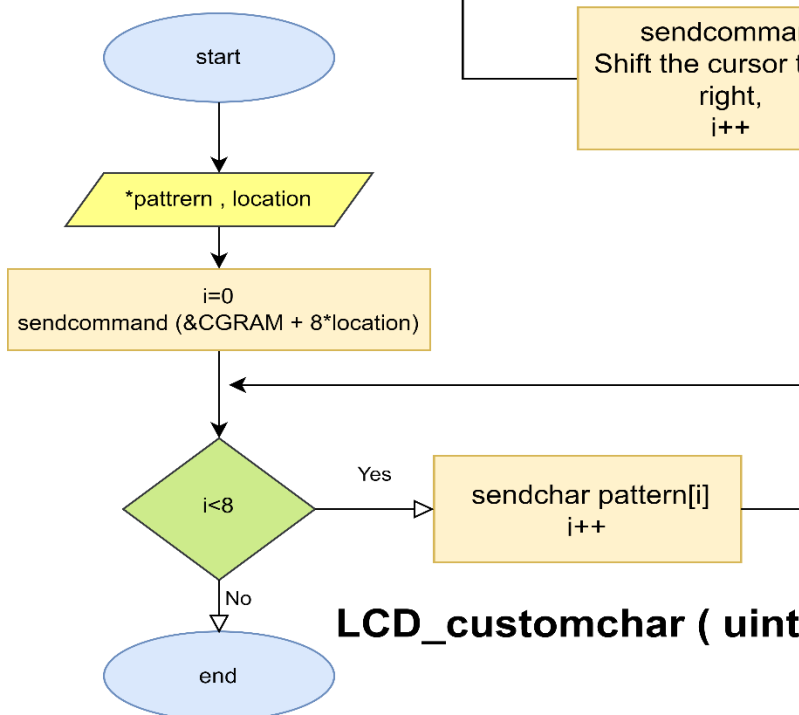 start
sendcomma
Shift the cursor t
right,
i++
*pattrern , location
i=0
sendcommand (&CGRAM + 8*location)
i<8
Yes
sendchar pattern[i]
i++
No
LCD_customchar ( uint
end